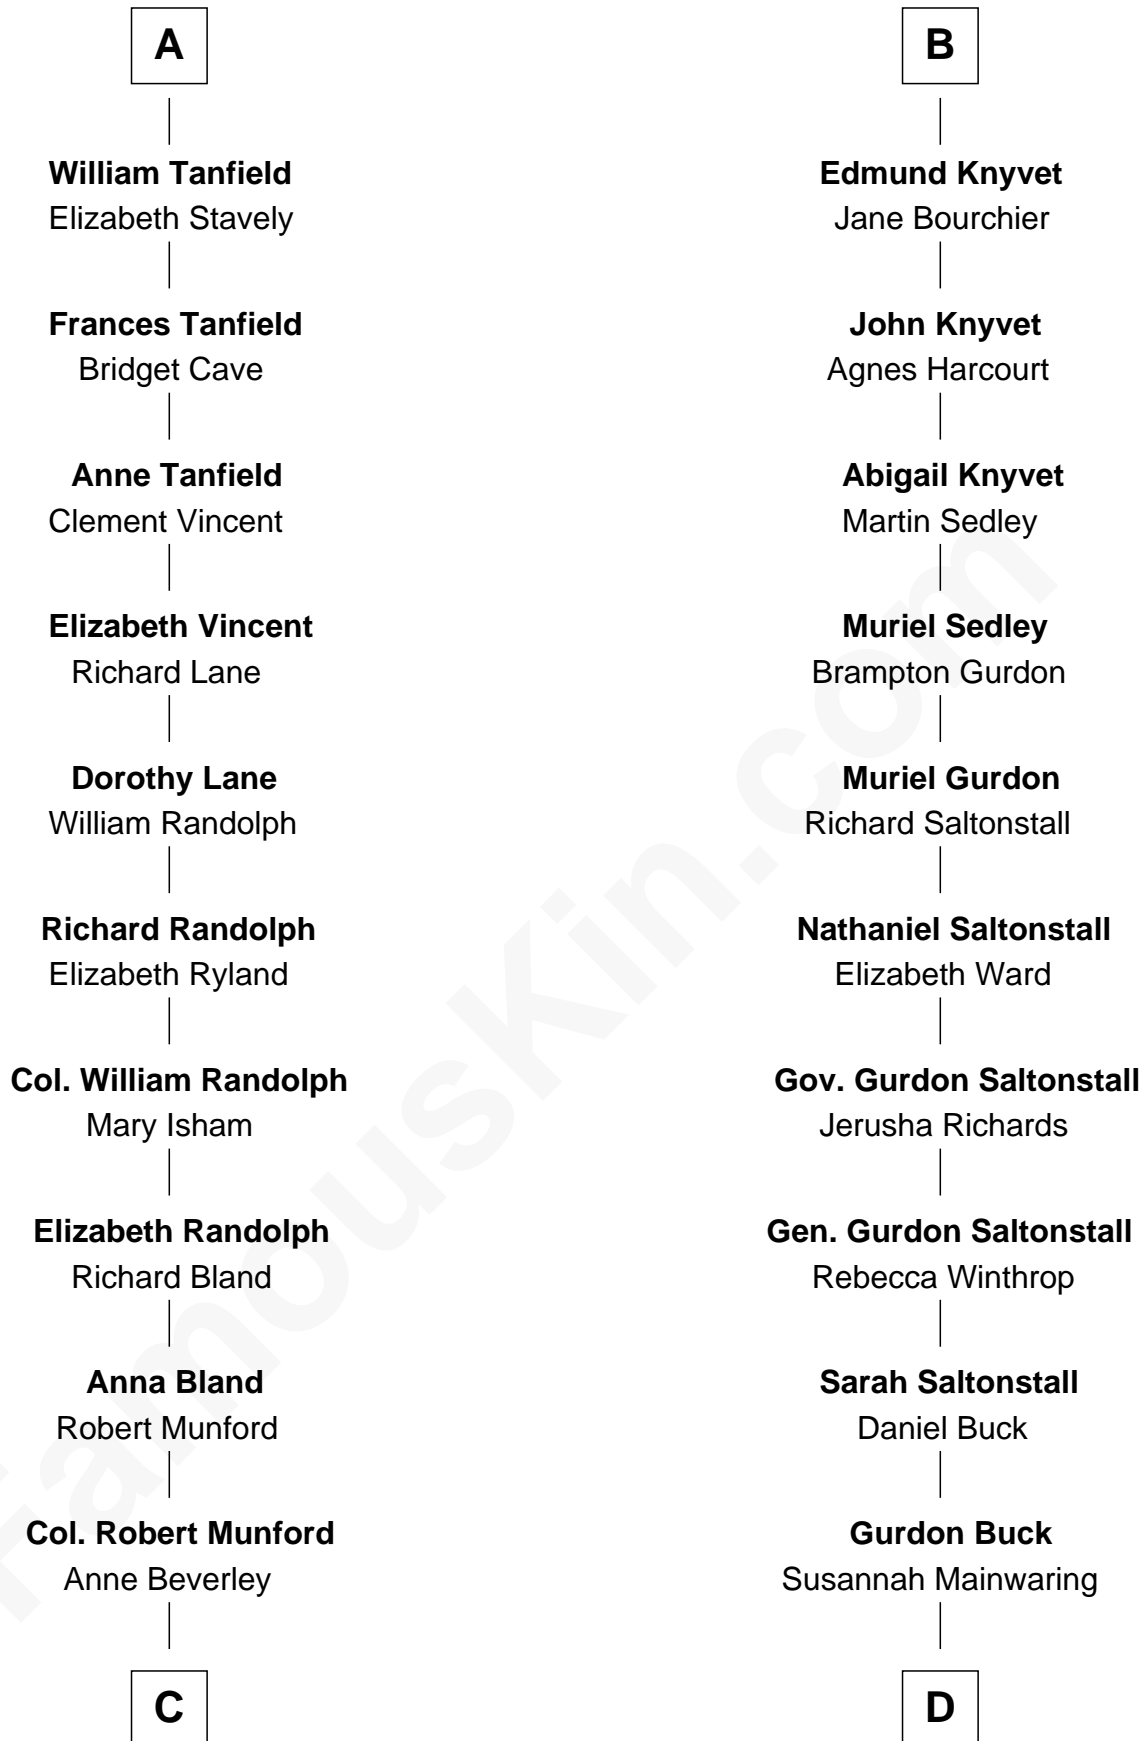 A
William Tanfield
Elizabeth Stavely
Frances Tanfield
Bridget Cave
Anne Tanfield
Clement Vincent
Elizabeth Vincent
Richard Lane
Dorothy Lane
William Randolph
Richard Randolph
Elizabeth Ryland
Col. William Randolph
Mary Isham
Elizabeth Randolph
Richard Bland
Anna Bland
Robert Munford
Col. Robert Munford
Anne Beverley
C
B
Edmund Knyvet
Jane Bourchier
John Knyvet
Agnes Harcourt
Abigail Knyvet
Martin Sedley
Muriel Sedley
Brampton Gurdon
Muriel Gurdon
Richard Saltonstall
Nathaniel Saltonstall
Elizabeth Ward
Gov. Gurdon Saltonstall
Jerusha Richards
Gen. Gurdon Saltonstall
Rebecca Winthrop
Sarah Saltonstall
Daniel Buck
Gurdon Buck
Susannah Mainwaring
D
FamousKin.com